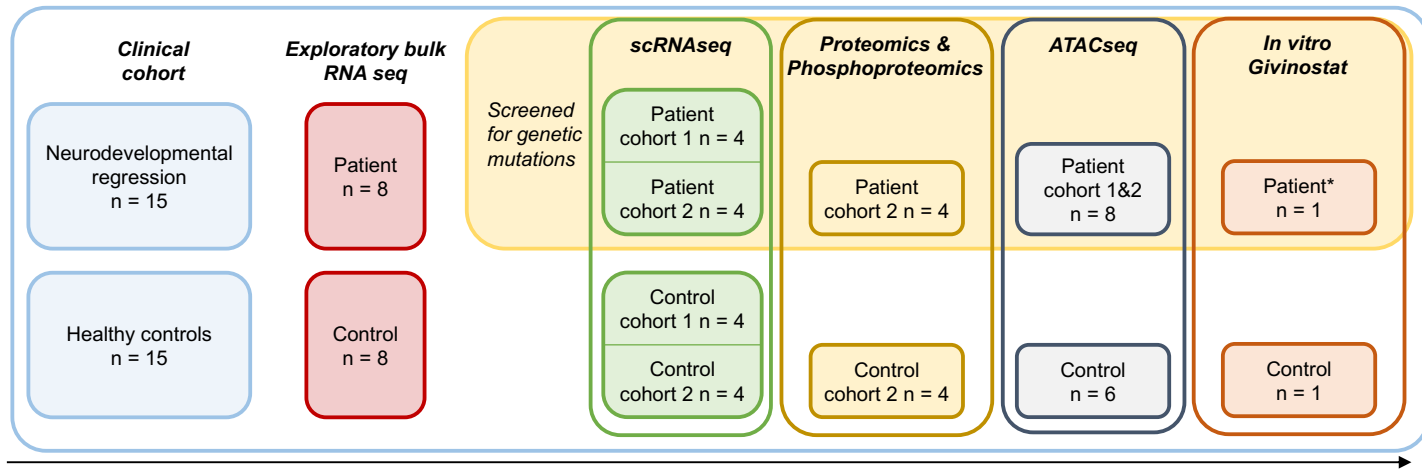 Clinical
cohort
Neurodevelopmental
regression
n = 15
Healthy controls
n = 15
Exploratory bulk
RNA seq
Patient
n = 8
Control
n = 8
Screened
for genetic
mutations
scRNAseq
Patient
cohort 1 n = 4
Patient
cohort 2 n = 4
Control
cohort 1 n = 4
Control
cohort 2 n = 4
Proteomics &
Phosphoproteomics
Patient
cohort 2 n = 4
Control
cohort 2 n = 4
ATACseq
Patient
cohort 1&2
n = 8
Control
n = 6
In vitro
Givinostat
Patient*
n = 1
Control
n = 1